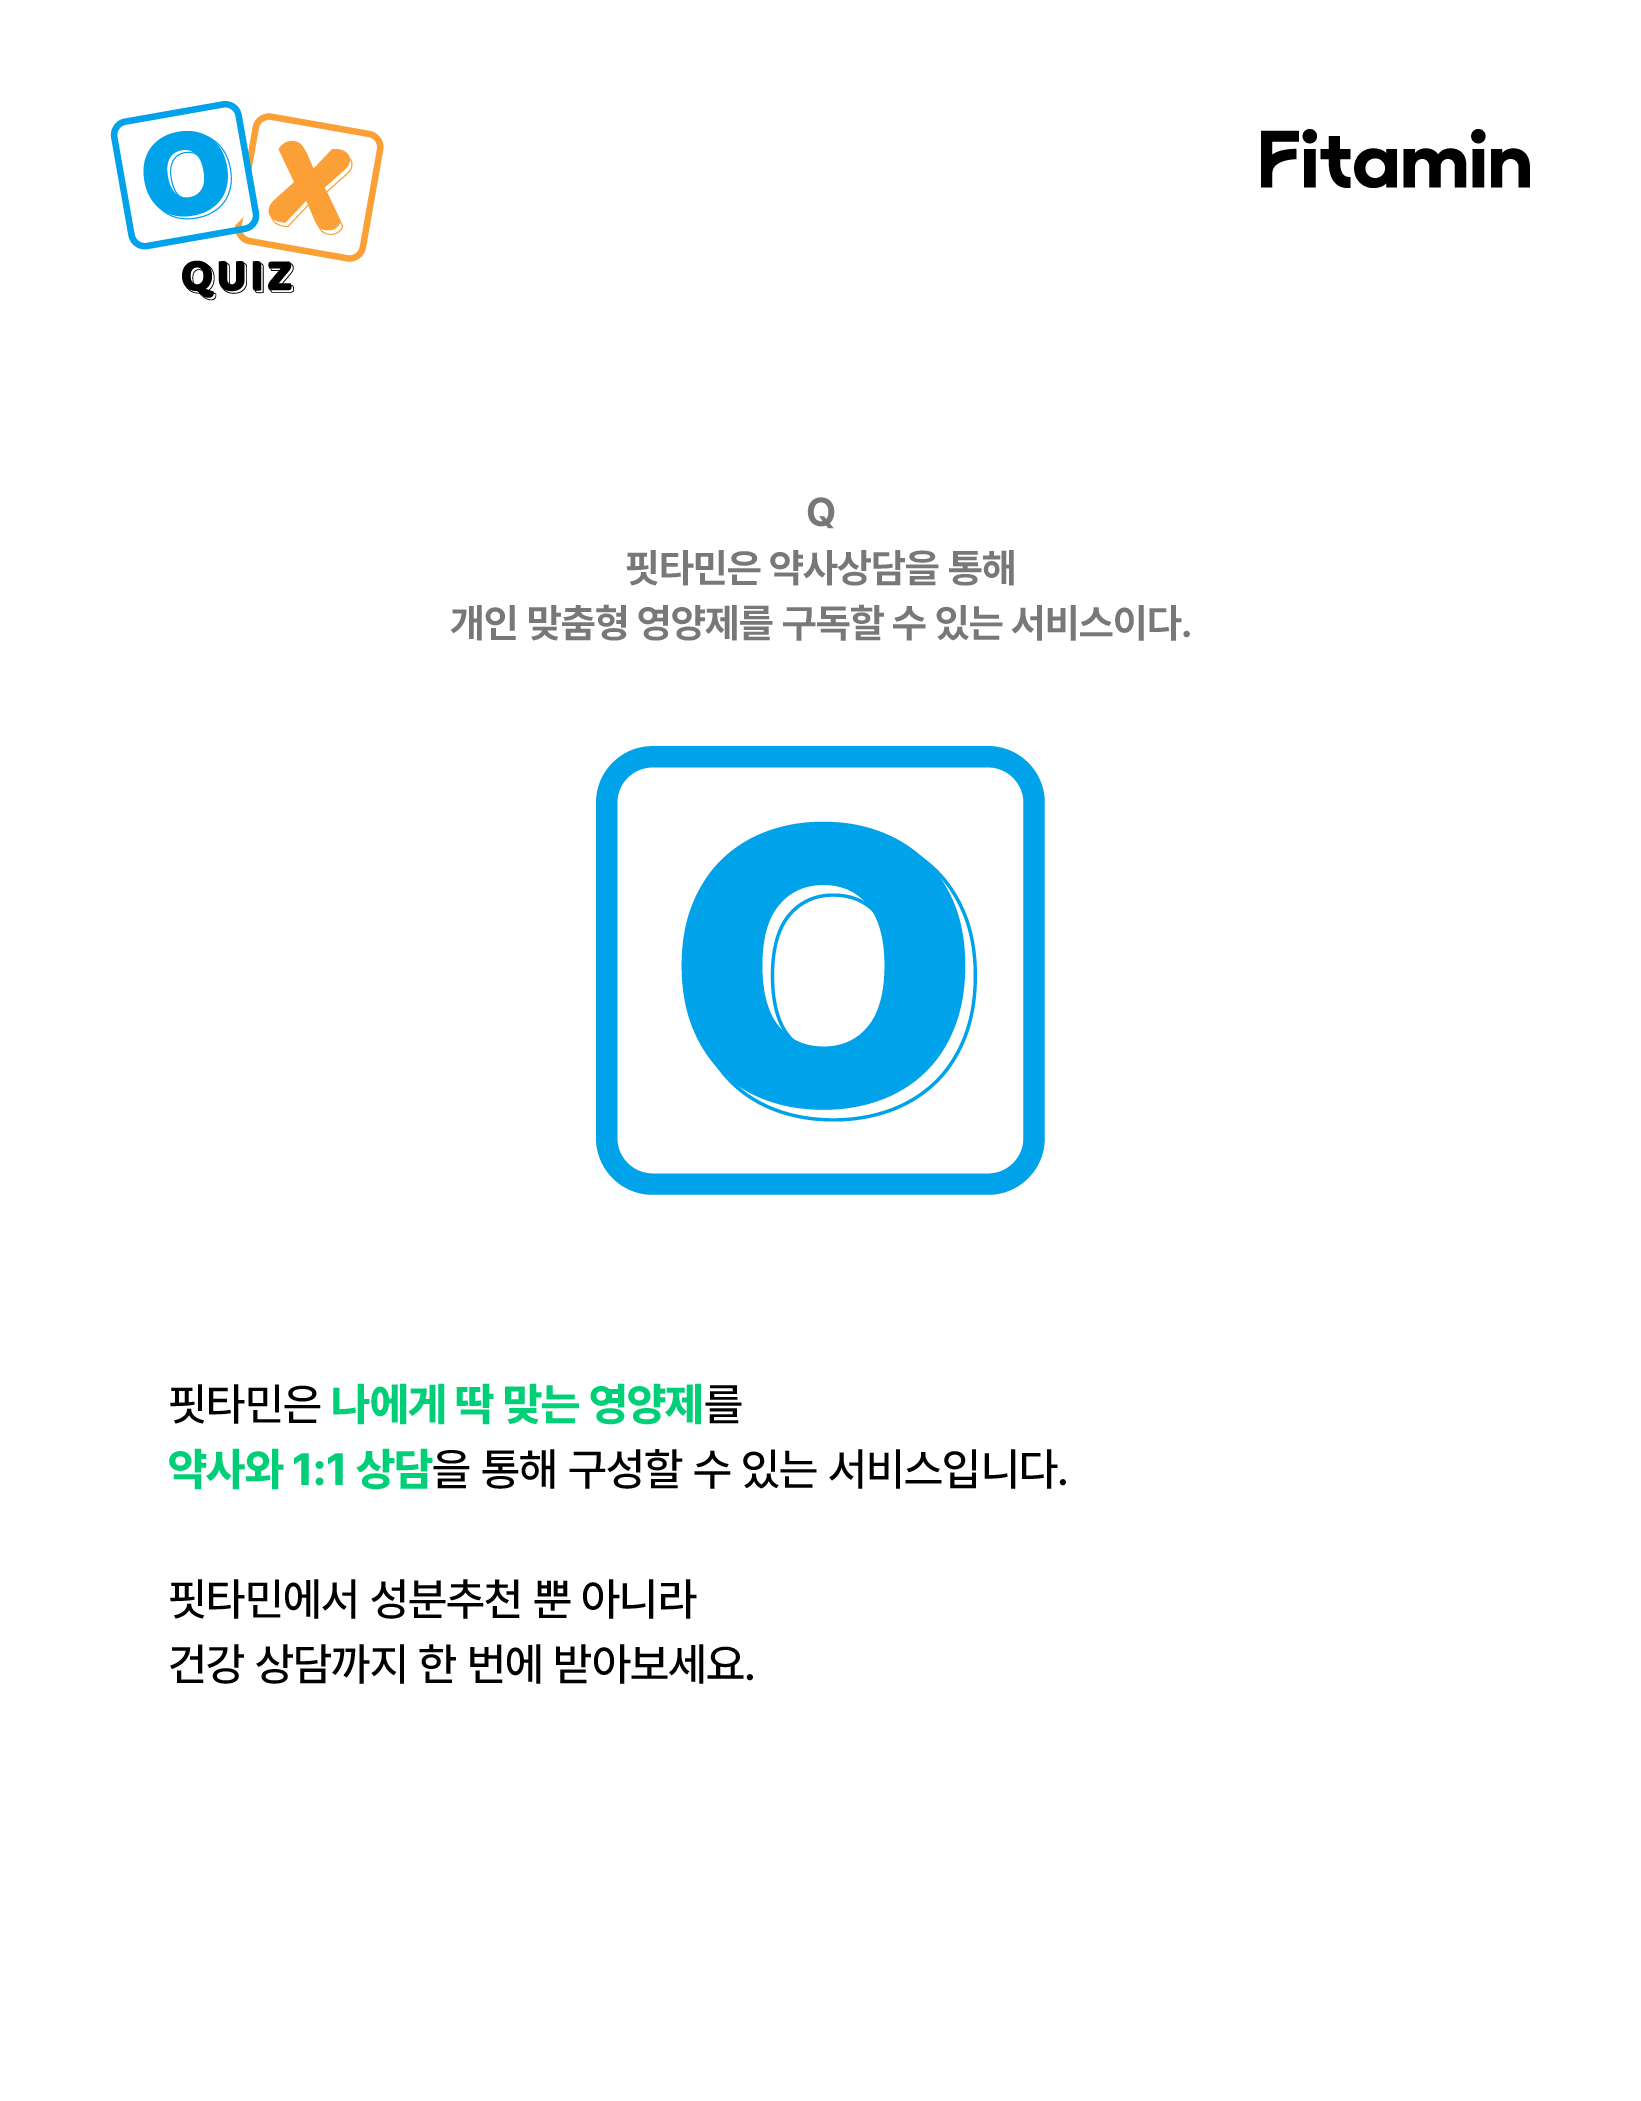 O X
QUIZ
Fitamin
Q
핏타민은 약사상담을 통해
개인 맞춤형 영양제를 구독할 수 있는 서비스이다.
O
핏타민은 나에게 딱 맞는 영양제를
약사와 1:1 상담을 통해 구성할 수 있는 서비스입니다.
핏타민에서 성분추천 뿐 아니라
건강 상담까지 한 번에 받아보세요.